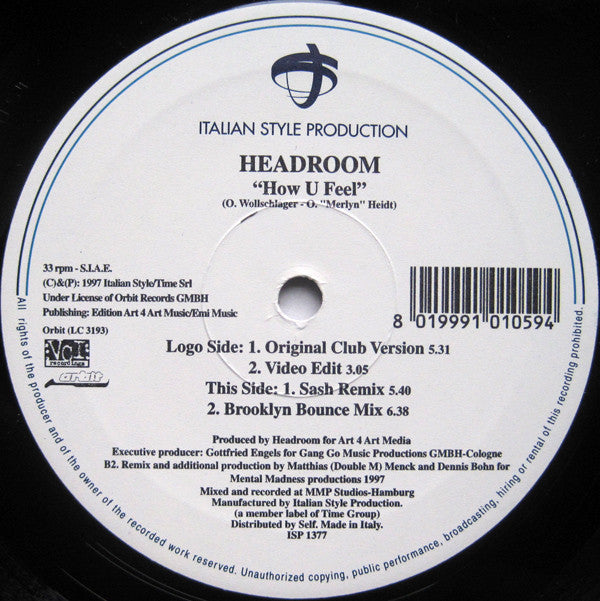 ITALIAN STYLE PRODUCTION
HEADROOM
“How U Feel”
(O. Wollschlager - O. "Merlyn" Heidt)
33 rpm - S.I.A.E.
(C)&(P): 1997 Italian Style/Time Srl
Under License of Orbit Records GMBH
Publishing: Edition Art 4 Art Music/Emi Music
Orbit (LC 3193)
VCI
recordings
orbit
8 019991 010594
Logo Side: 1. Original Club Version 5.31
2. Video Edit 3.05
This Side: 1. Sash Remix 5.40
2. Brooklyn Bounce Mix 6.38
Produced by Headroom for Art 4 Art Media
Executive producer: Gottfried Engels for Gang Go Music Productions GMBH-Cologne
B2. Remix and additional production by Matthias (Double M) Menck and Dennis Bohn for
Mental Madness productions 1997
Mixed and recorded at MMP Studios-Hamburg
Manufactured by Italian Style Production.
(a member label of Time Group)
Distributed by Self. Made in Italy.
ISP 1377
All rights of the producer and of the owner of the recorded work reserved. Unauthorized copying, public performance, broadcasting, hiring or rental of this recording prohibited.